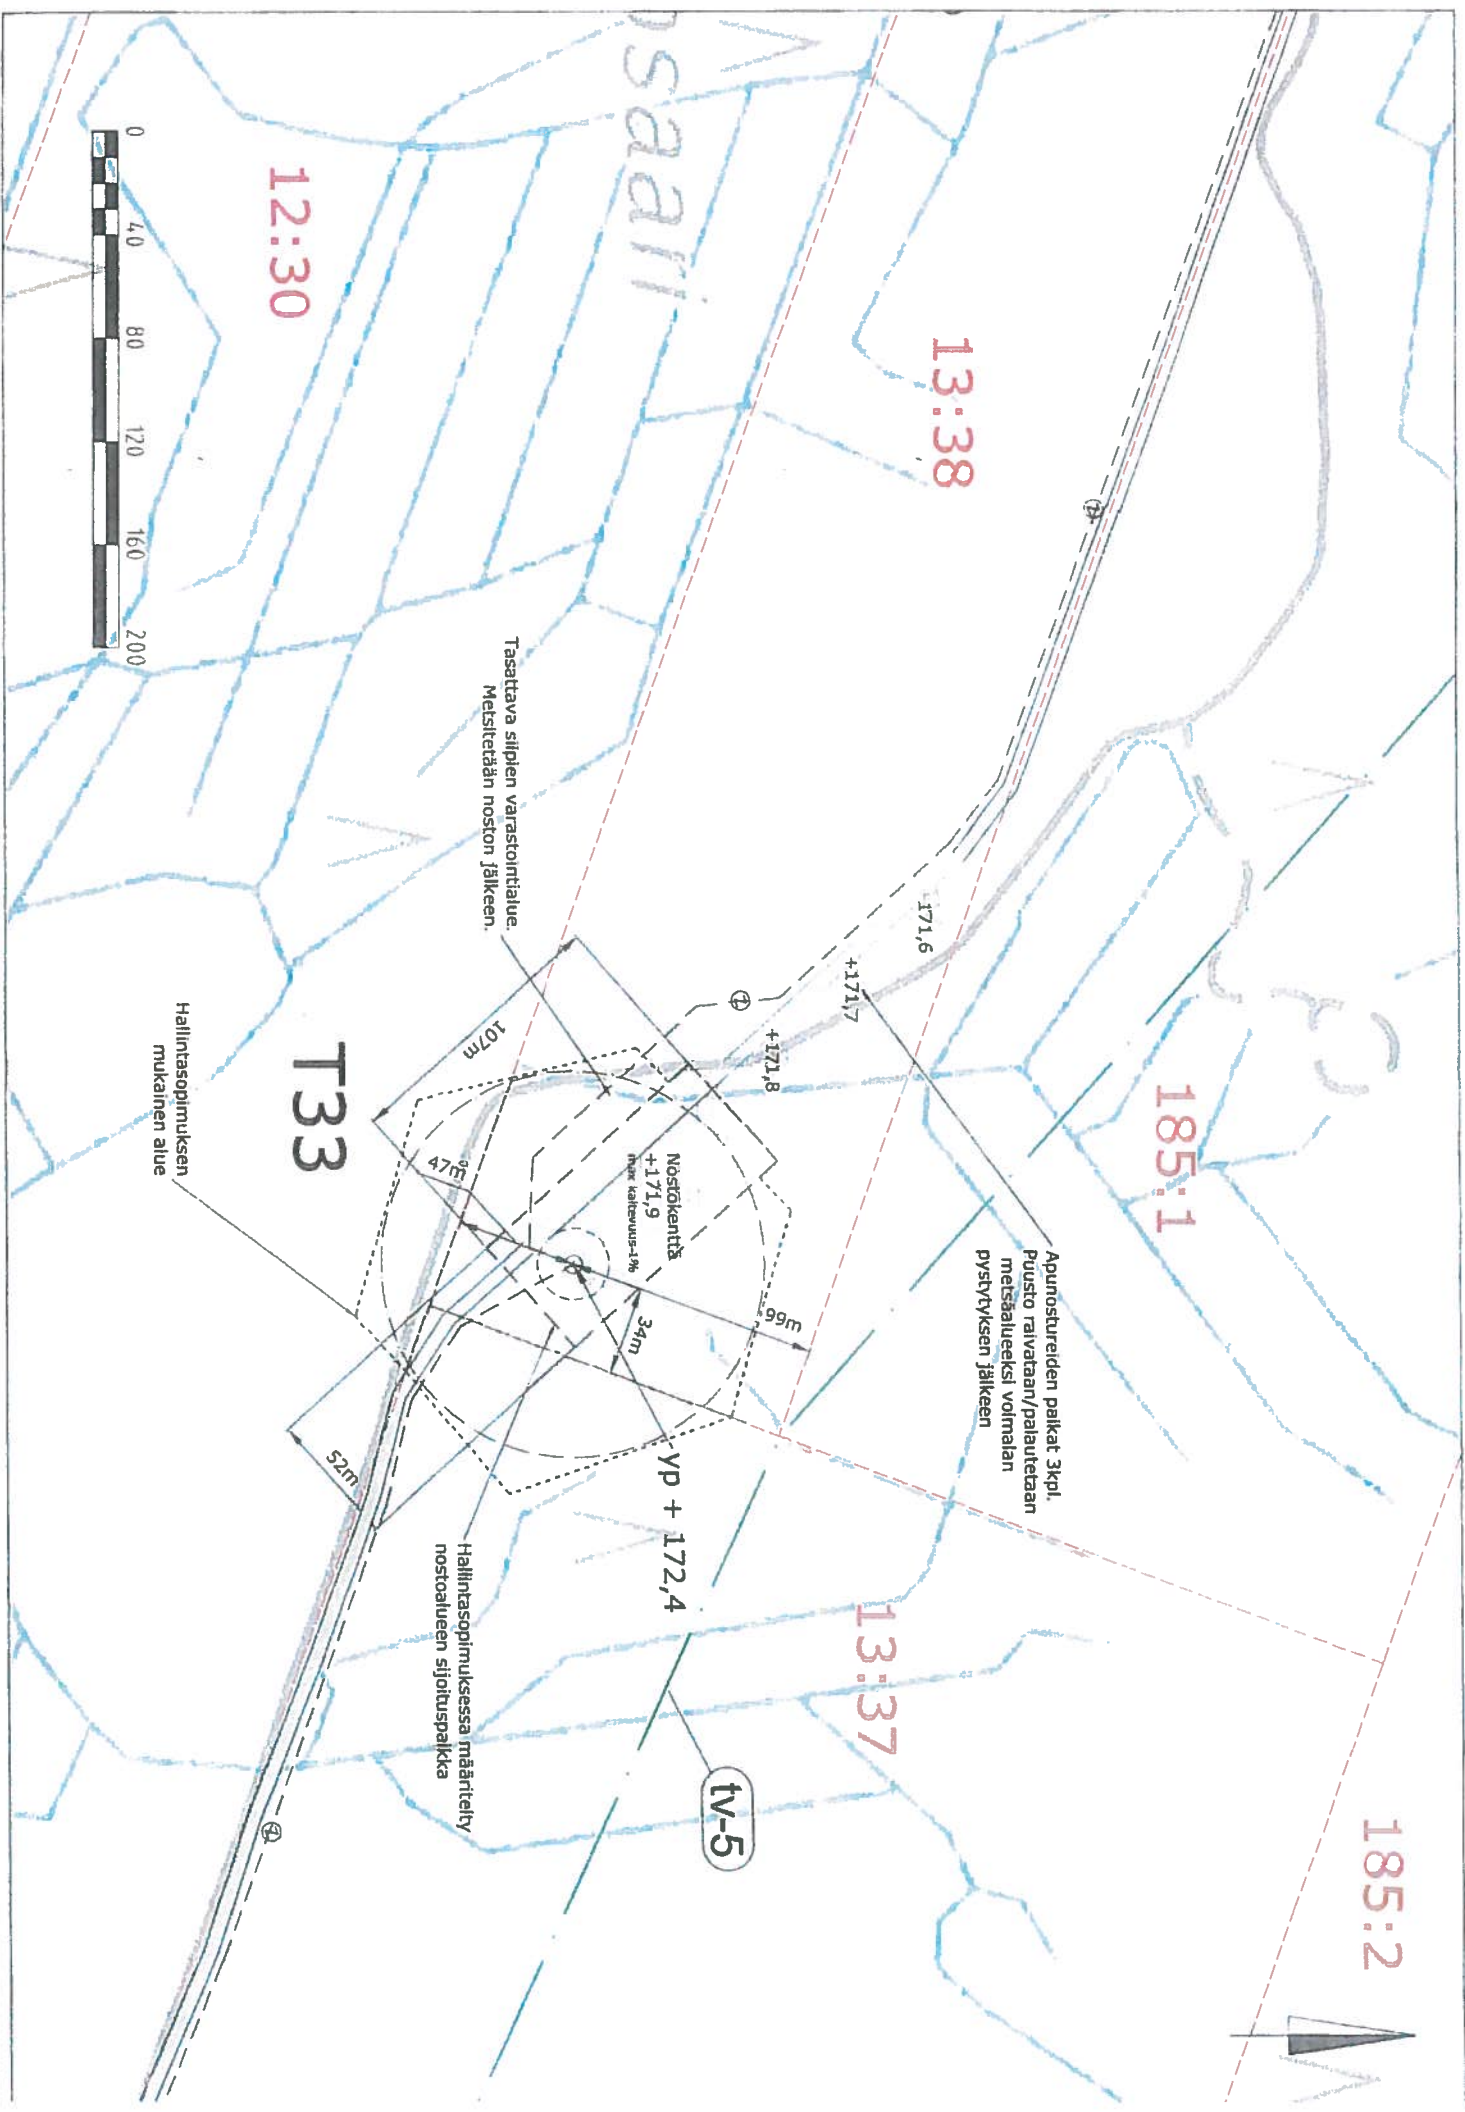 185:2
185:1
13:37
13:38
12:30
osaari
tv-5
T33
Apunostureiden paikat 3kpl.
Puusto raivataan/palautetaan
metsäalueeksi voimalan
pystytyksen jälkeen
-171,6
+171,7
+171,8
Nostokenttä
+171,9
max kaltevuus-1%
99m
34m
47m
107m
52m
yp + 172,4
Tasattava siipien varastointialue.
Metsitetään noston jälkeen.
Hallintasopimuksessa määritelty
nostoalueen sijoituspaikka
Hallintasopimuksen
mukainen alue
0 40 80 120 160 200